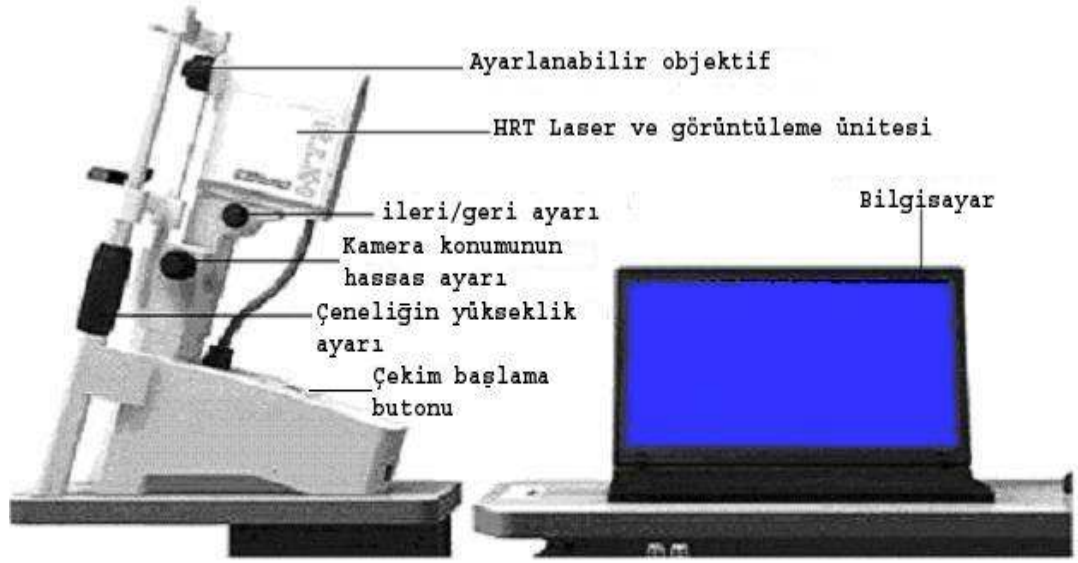 Ayarlanabilir objektif
HRT Laser ve görüntüleme ünitesi
ileri/geri ayarı
Kamera konumunun
hassas ayarı
Çeneliğin yükseklik
ayarı
Çekim başlama
butonu
Bilgisayar